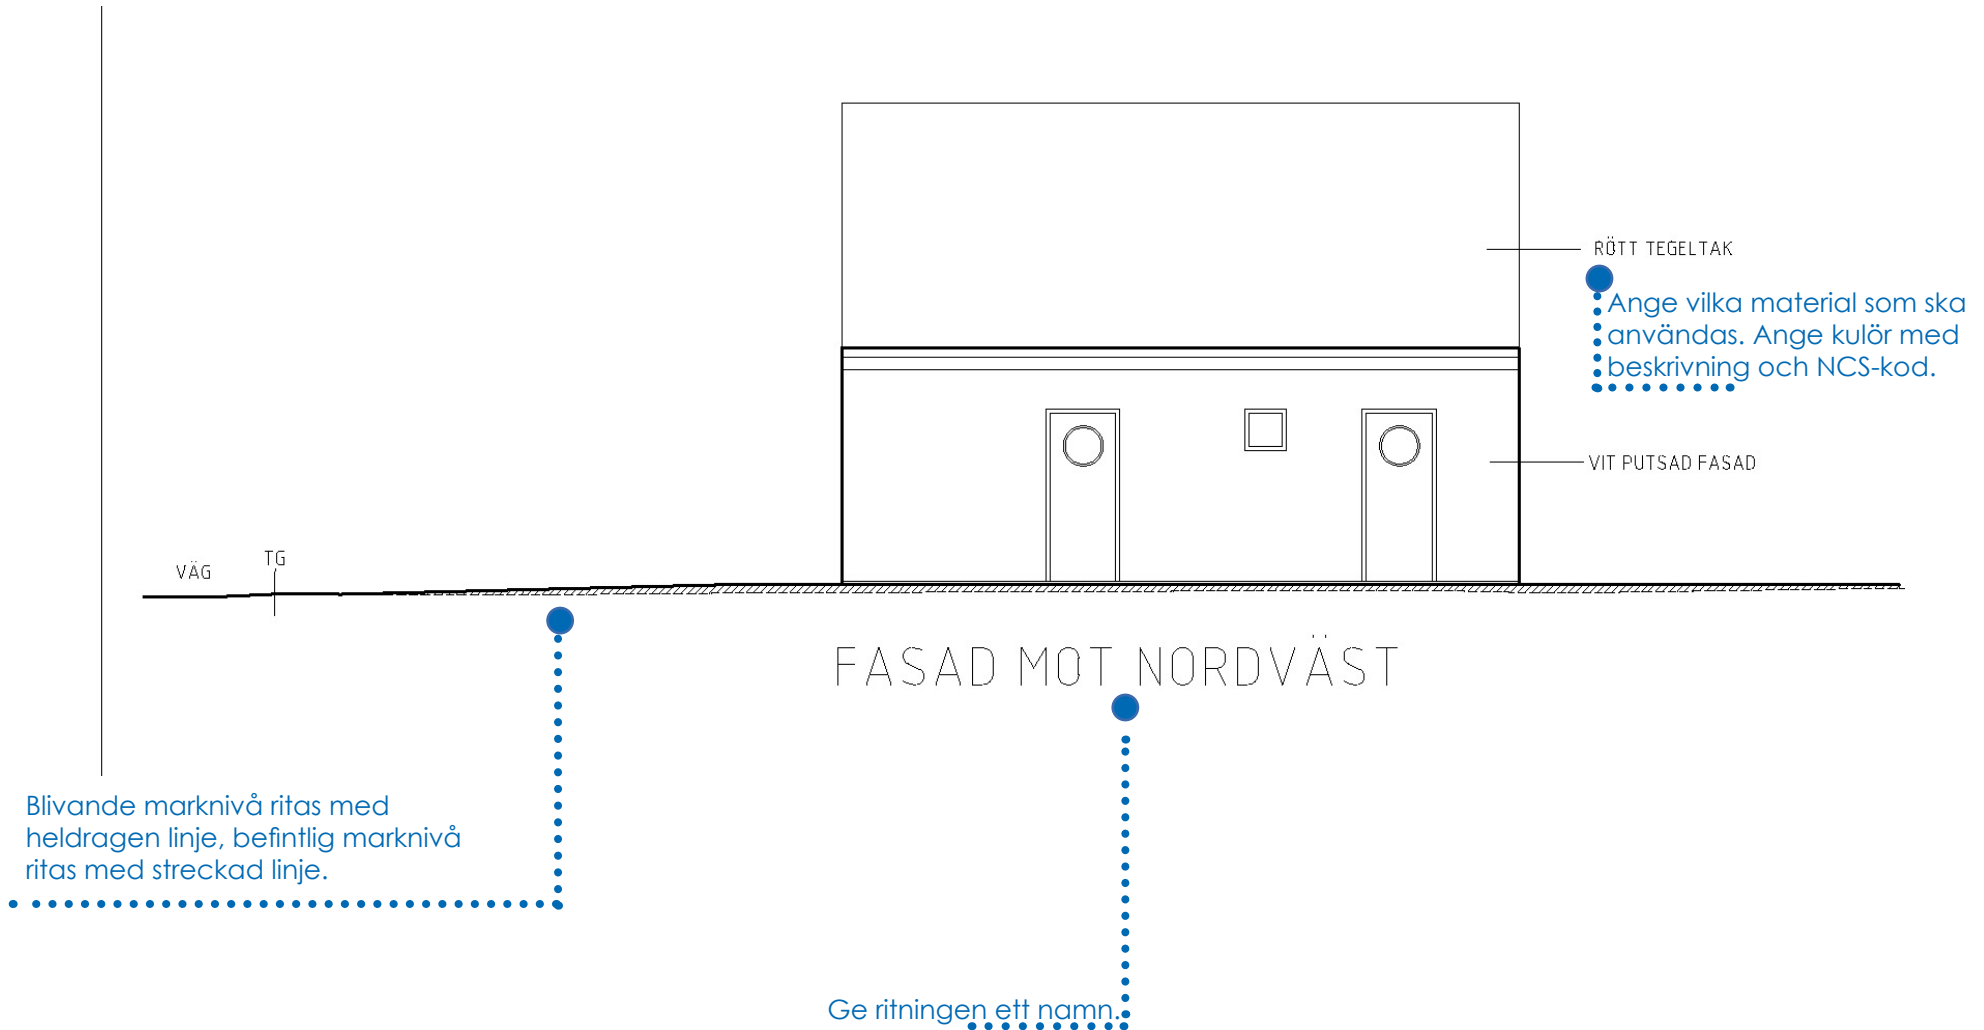 RÖTT TEGELTAK
Ange vilka material som ska
användas. Ange kulör med
beskrivning och NCS-kod.
VIT PUTSAD FASAD
VÄG
TG
FASAD MOT NORDVÄST
Blivande marknivå ritas med
heldragen linje, befintlig marknivå
ritas med streckad linje.
Ge ritningen ett namn.